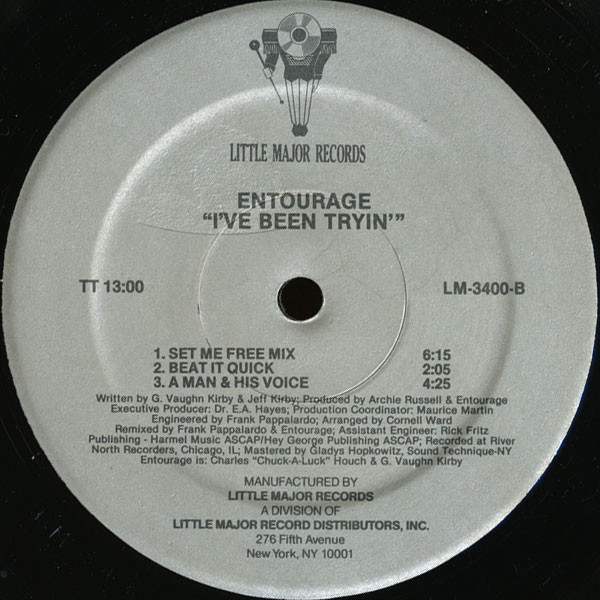 LITTLE MAJOR RECORDS
ENTOURAGE
“I'VE BEEN TRYIN'”
TT 13:00 LM-3400-B
1. SET ME FREE MIX 6:15
2. BEAT IT QUICK 2:05
3. A MAN & HIS VOICE 4:25
Written by G. Vaughn Kirby & Jeff Kirby; Produced by Archie Russell & Entourage
Executive Producer: Dr. E.A. Hayes; Production Coordinator: Maurice Martin
Engineered by Frank Pappalardo; Arranged by Cornell Ward
Remixed by Frank Pappalardo & Entourage; Assistant Engineer; Rick Fritz
Publishing - Harmel Music ASCAP/Hey George Publishing ASCAP; Recorded at River
North Recorders, Chicago, IL; Mastered by Gladys Hopkowitz, Sound Technique-NY
Entourage is: Charles “Chuck-A-Luck” Houch & G. Vaughn Kirby
MANUFACTURED BY
LITTLE MAJOR RECORDS
A DIVISION OF
LITTLE MAJOR RECORD DISTRIBUTORS, INC.
276 Fifth Avenue
New York, NY 10001